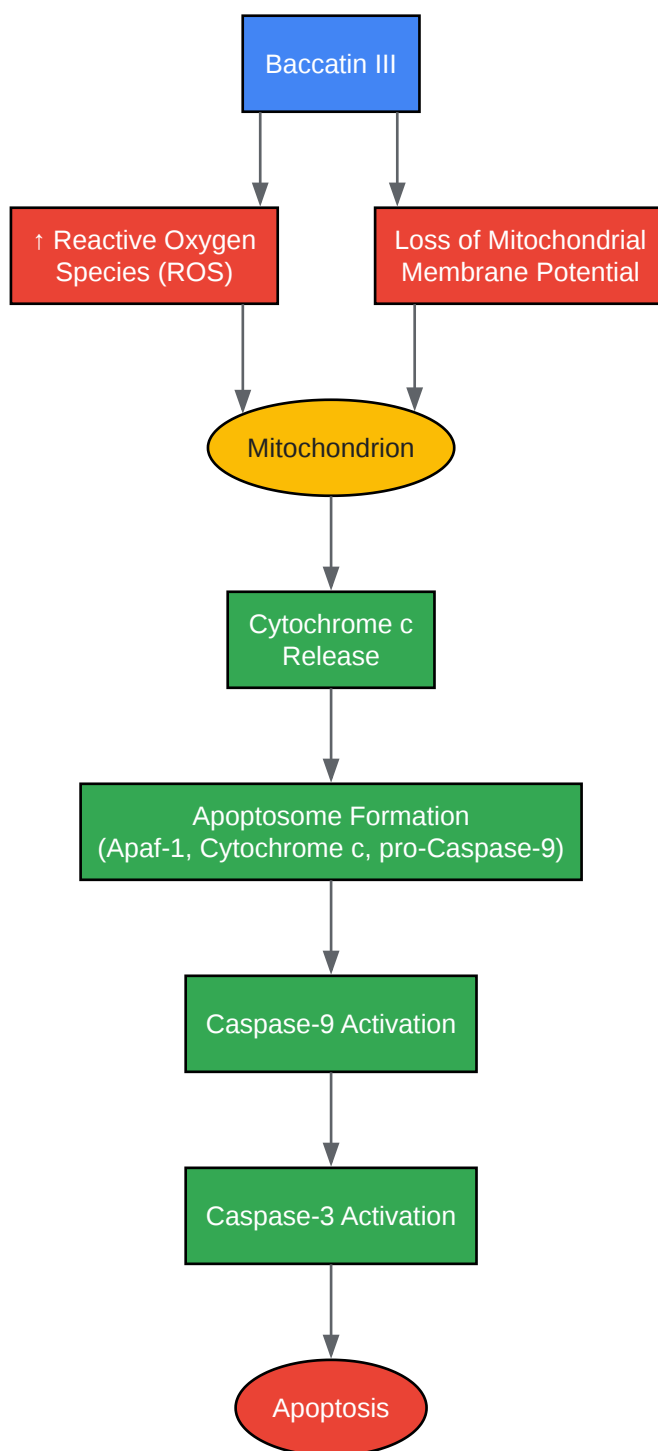 Baccatin III
↑ Reactive Oxygen
Species (ROS)
Loss of Mitochondrial
Membrane Potential
Mitochondrion
Cytochrome c
Release
Apoptosome Formation
(Apaf-1, Cytochrome c, pro-Caspase-9)
Caspase-9 Activation
Caspase-3 Activation
Apoptosis